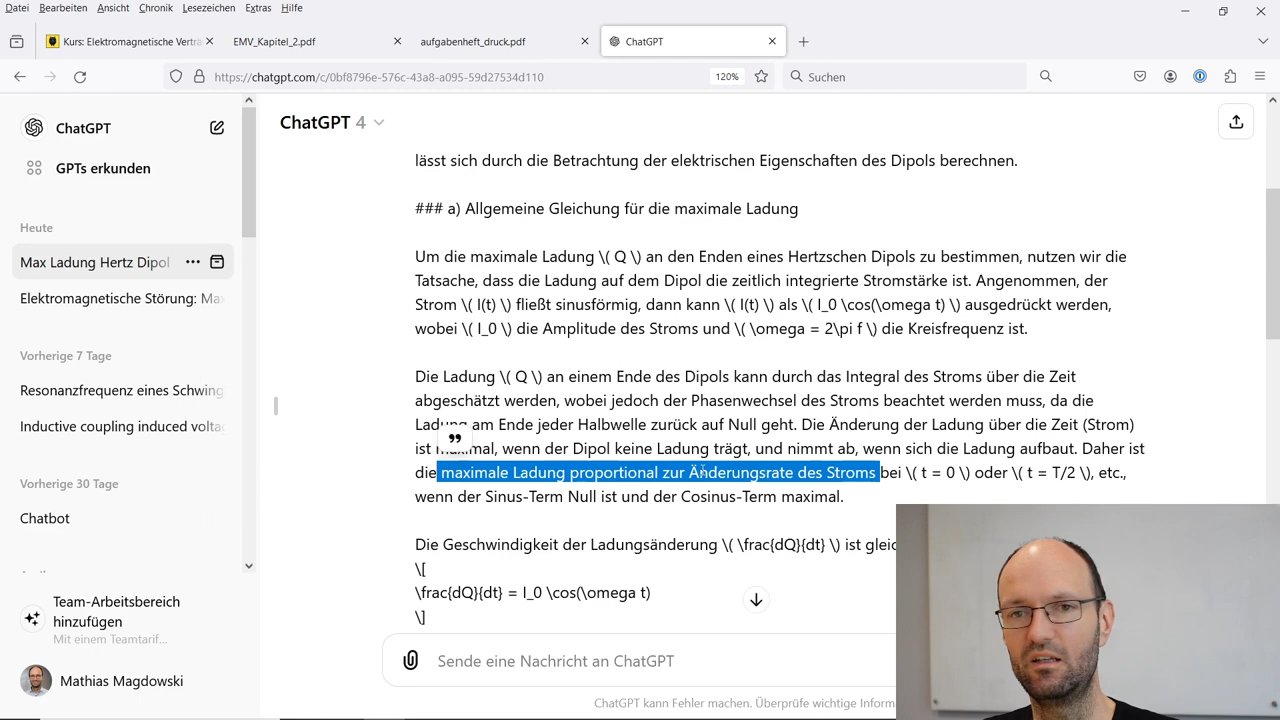 Datei Bearbeiten Ansicht Chronik Lesezeichen Extras Hilfe
Kurs: Elektromagnetische Verträ
EMV_Kapitel_2.pdf
aufgabenheft_druck.pdf
ChatGPT
https://chatgpt.com/c/0bf8796e-576c-43a8-a095-59d27534d110
120%
Suchen
ChatGPT
GPTs erkunden
Heute
Max Ladung Hertz Dipol
Elektromagnetische Störung: Max
Vorherige 7 Tage
Resonanzfrequenz eines Schwing
Inductive coupling induced voltag
Vorherige 30 Tage
Chatbot
Team-Arbeitsbereich
hinzufügen
Mit einem Teamtarif...
Mathias Magdowski
ChatGPT 4
lässt sich durch die Betrachtung der elektrischen Eigenschaften des Dipols berechnen.
### a) Allgemeine Gleichung für die maximale Ladung
Um die maximale Ladung \( Q \) an den Enden eines Hertzschen Dipols zu bestimmen, nutzen wir die
Tatsache, dass die Ladung auf dem Dipol die zeitlich integrierte Stromstärke ist. Angenommen, der
Strom \( I(t) \) fließt sinusförmig, dann kann \( I(t) \) als \( I_0 \cos(\omega t) \) ausgedrückt werden,
wobei \( I_0 \) die Amplitude des Stroms und \( \omega = 2\pi f \) die Kreisfrequenz ist.
Die Ladung \( Q \) an einem Ende des Dipols kann durch das Integral des Stroms über die Zeit
abgeschätzt werden, wobei jedoch der Phasenwechsel des Stroms beachtet werden muss, da die
Ladung am Ende jeder Halbwelle zurück auf Null geht. Die Änderung der Ladung über die Zeit (Strom)
ist maximal, wenn der Dipol keine Ladung trägt, und nimmt ab, wenn sich die Ladung aufbaut. Daher ist
die maximale Ladung proportional zur Änderungsrate des Stroms bei \( t = 0 \) oder \( t = T/2 \), etc.,
wenn der Sinus-Term Null ist und der Cosinus-Term maximal.
Die Geschwindigkeit der Ladungsänderung \( \frac{dQ}{dt} \) ist gleic
\[
\frac{dQ}{dt} = I_0 \cos(\omega t)
\]
Sende eine Nachricht an ChatGPT
ChatGPT kann Fehler machen. Überprüfe wichtige Inform